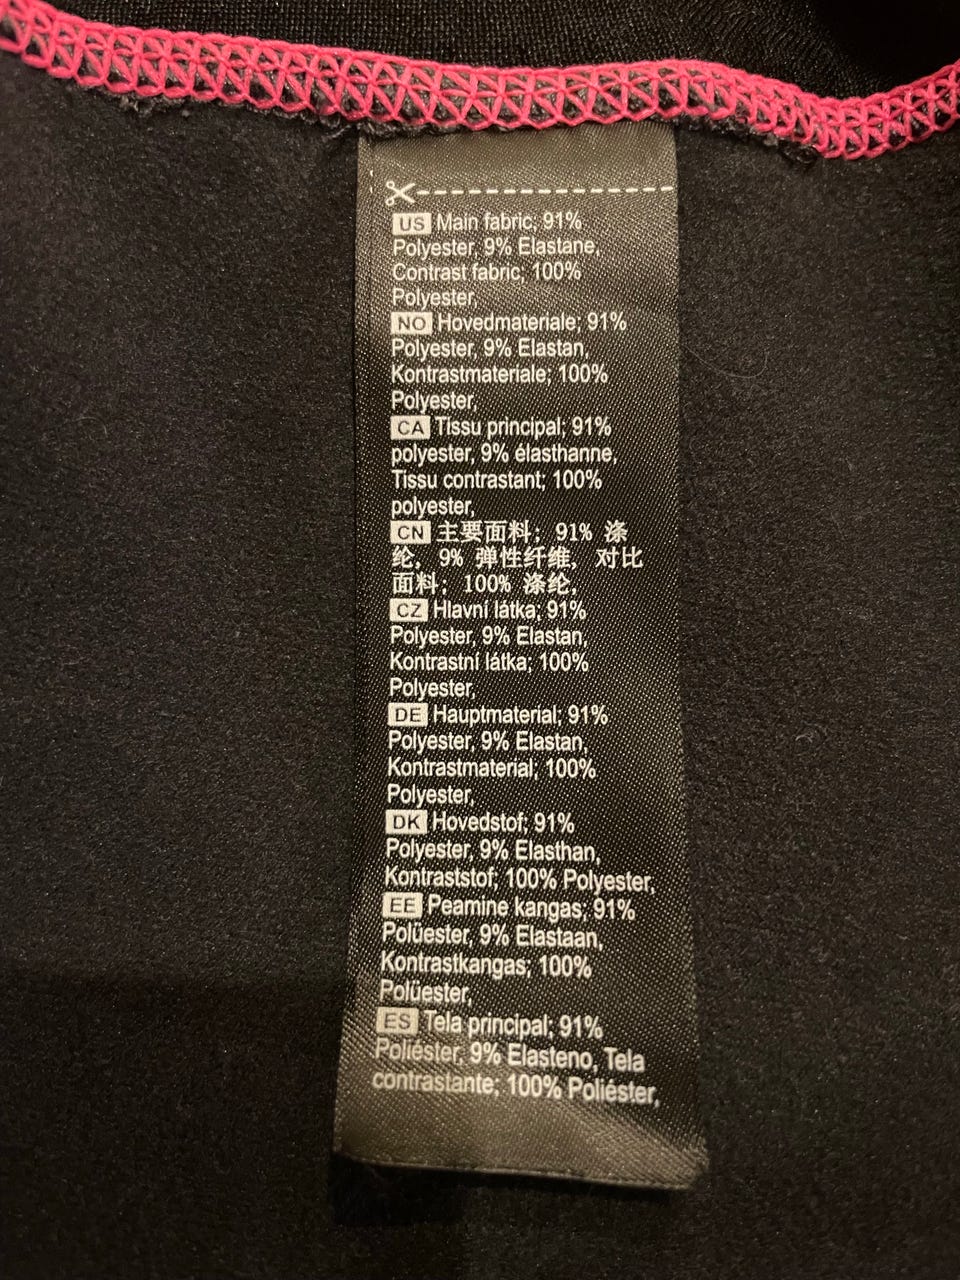 US Main fabric; 91%
Polyester, 9% Elastane,
Contrast fabric; 100%
Polyester,
NO Hovedmateriale; 91%
Polyester, 9% Elastan,
Kontrastmateriale; 100%
Polyester,
CA Tissu principal; 91%
polyester, 9% élasthanne,
Tissu contrastant; 100%
polyester,
CN 主要面料; 91% 涤
纶, 9% 弹性纤维, 对比
面料; 100% 涤纶,
CZ Hlavní látka; 91%
Polyester, 9% Elastan,
Kontrastní látka; 100%
Polyester,
DE Hauptmaterial; 91%
Polyester, 9% Elastan,
Kontrastmaterial; 100%
Polyester,
DK Hovedstof; 91%
Polyester, 9% Elasthan,
Kontraststof; 100% Polyester,
EE Peamine kangas; 91%
Polüester, 9% Elastaan,
Kontrastkangas; 100%
Polüester,
ES Tela principal; 91%
Poliéster, 9% Elasteno, Tela
contrastante; 100% Poliéster,